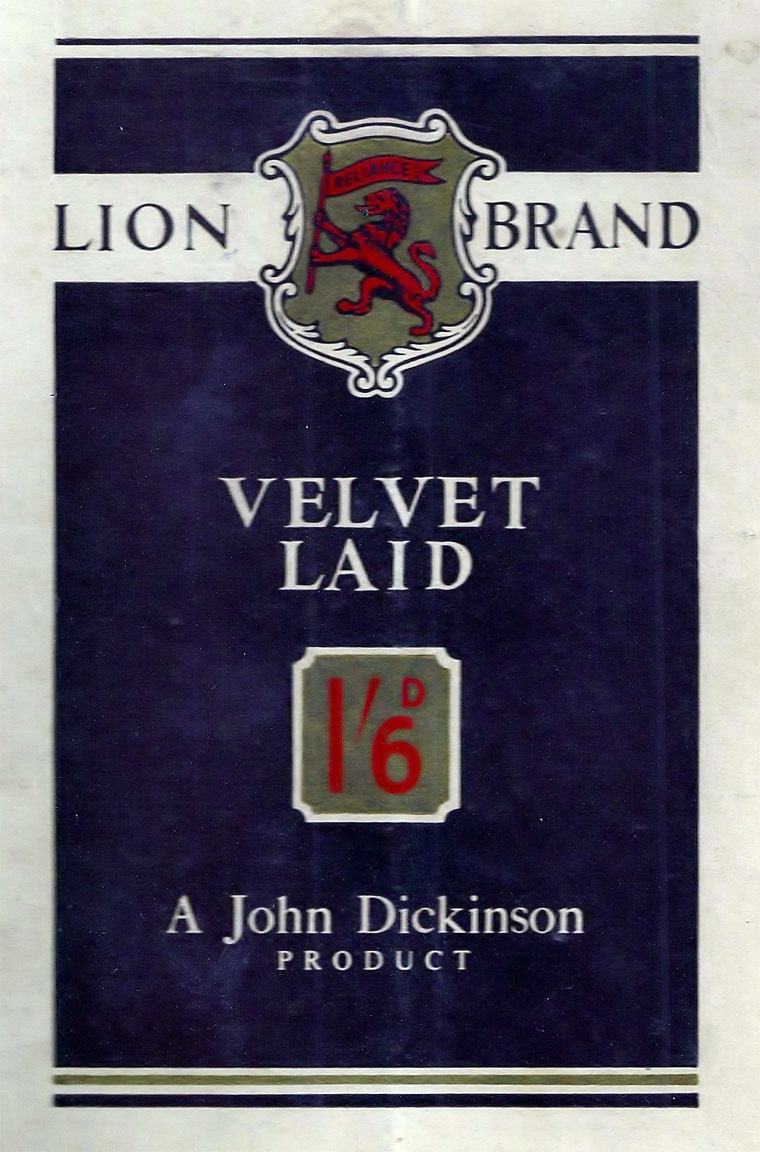 RELIANCE
LION BRAND
VELVET
LAID
1/6D
A John Dickinson
PRODUCT